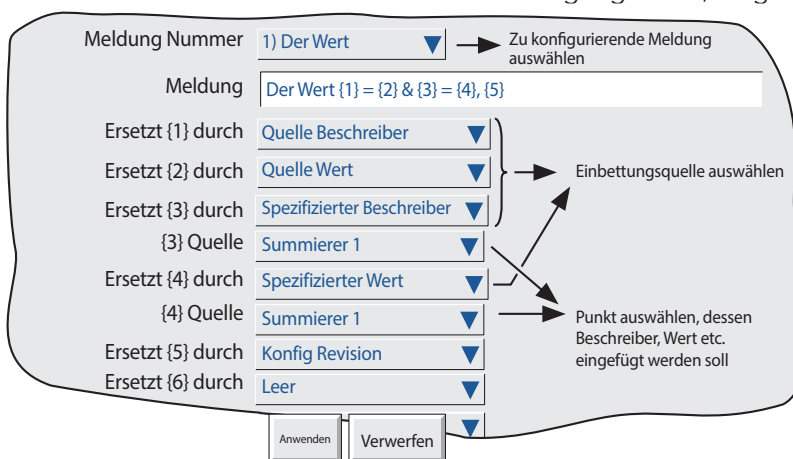 Meldung Nummer 1) Der Wert
Zu konfigurierende Meldung
auswählen
Meldung Der Wert {1} = {2} & {3} = {4}, {5}
Ersetzt {1} durch Quelle Beschreiber
Ersetzt {2} durch Quelle Wert
Einbettungsquelle auswählen
Ersetzt {3} durch Spezifizierter Beschreiber
{3} Quelle Summierer 1
Ersetzt {4} durch Spezifizierter Wert
{4} Quelle Summierer 1
Punkt auswählen, dessen
Beschreiber, Wert etc.
eingefügt werden soll
Ersetzt {5} durch Konfig Revision
Ersetzt {6} durch Leer
Anwenden Verwerfen